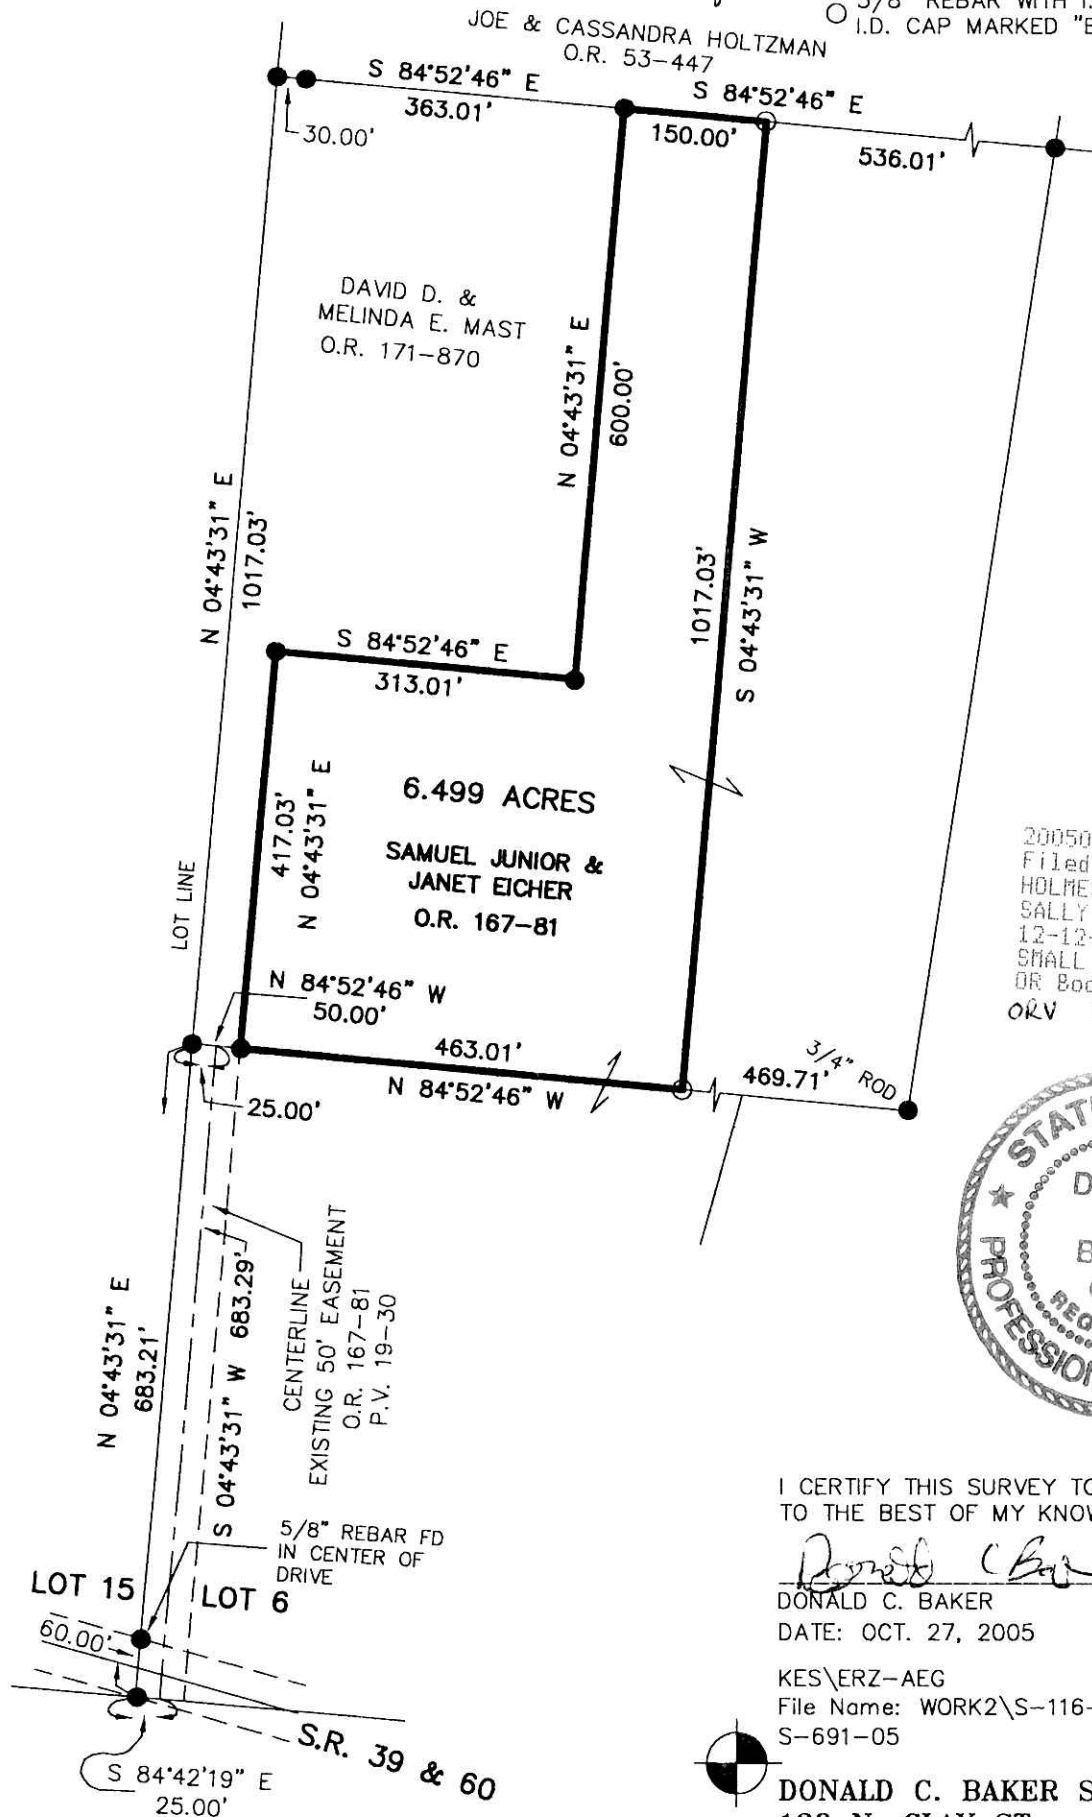 5/8" REBAR WITH
I.D. CAP MARKED
JOE & CASSANDRA HOLTZMAN
O.R. 53-447
S 84°52'46" E
363.01'
S 84°52'46" E
150.00'
536.01'
30.00'
DAVID D. &
MELINDA E. MAST
O.R. 171-870
N 04°43'31" E
600.00'
N 04°43'31" E
1017.03'
1017.03'
S 04°43'31" W
S 84°52'46" E
313.01'
6.499 ACRES
417.03'
N 04°43'31" E
SAMUEL JUNIOR &
JANET EICHER
O.R. 167-81
LOT LINE
N 84°52'46" W
50.00'
463.01'
N 84°52'46" W
3/4" ROD
469.71'
25.00'
20050
Filed
HOLME
SALLY
12-12-
SMALL
OR Boo
ORV
STAT
D
B
REG
PROFESSION
N 04°43'31" E
683.21'
S 04°43'31" W 683.29'
CENTERLINE
EXISTING 50' EASEMENT
O.R. 167-81
P.V. 19-30
5/8" REBAR FD
IN CENTER OF
DRIVE
LOT 15
LOT 6
60.00'
S.R. 39 & 60
S 84°42'19" E
25.00'
I CERTIFY THIS SURVEY TO
TO THE BEST OF MY KNOW
Donald C Bak
DONALD C. BAKER
DATE: OCT. 27, 2005
KES\ERZ-AEG
File Name: WORK2\S-116-
S-691-05
DONALD C. BAKER S